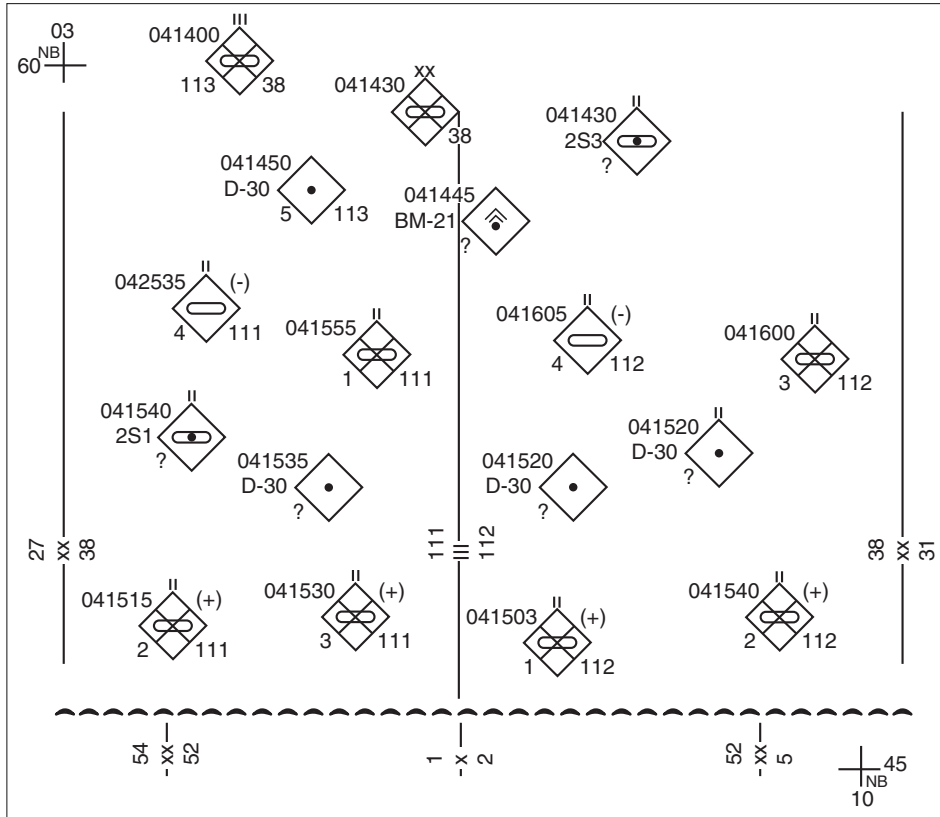 03
60 NB
III
041400
113 38
XX
041430
38
II
041430
2S3
?
041450
D-30
5 113
041445
BM-21
?
II
042535 (-)
4 111
II
041555
1 111
II
041605 (-)
4 112
II
041600
3 112
II
041540
2S1
?
041535
D-30
?
041520
D-30
?
II
041520
D-30
?
27 xx 38
111 III 112
38 xx 31
II
041515 (+)
2 111
II
041530 (+)
3 111
II
041503 (+)
1 112
II
041540 (+)
2 112
54 - xx 52
1 - x 2
52 - xx 5
45
NB
10